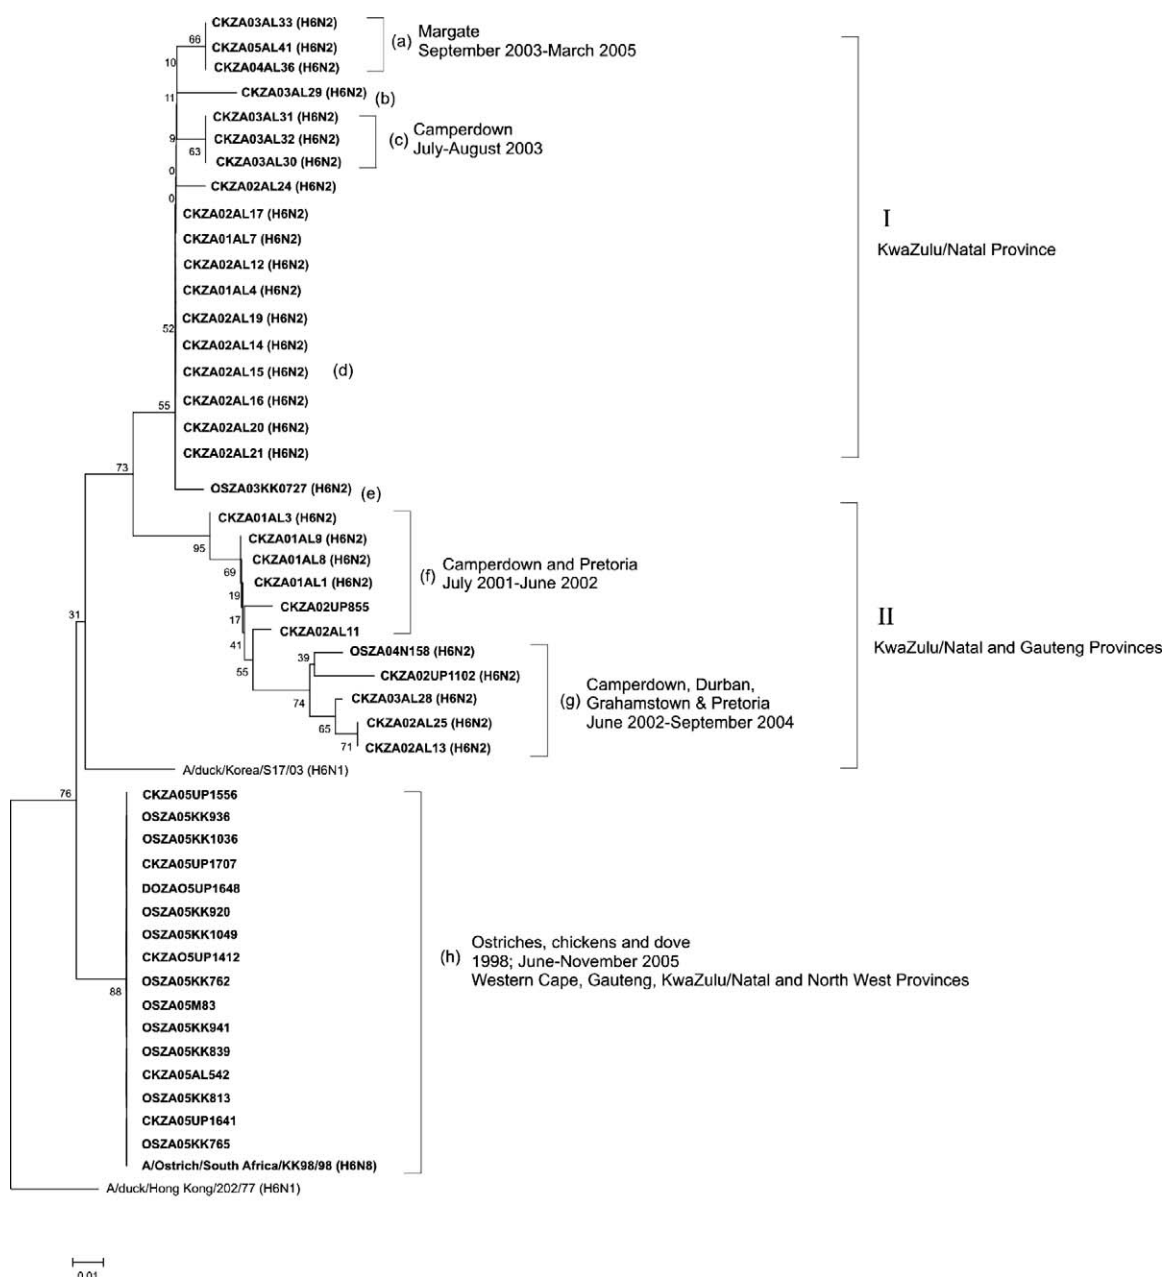 CKZA03AL33 (H6N2)
66
CKZA05AL41 (H6N2)
CKZA04AL36 (H6N2)
(a)
Margate
September 2003-March 2005
10
11
CKZA03AL29 (H6N2)
(b)
CKZA03AL31 (H6N2)
9
CKZA03AL32 (H6N2)
63
CKZA03AL30 (H6N2)
(c)
Camperdown
July-August 2003
0
CKZA02AL24 (H6N2)
0
CKZA02AL17 (H6N2)
CKZA01AL7 (H6N2)
CKZA02AL12 (H6N2)
CKZA01AL4 (H6N2)
CKZA02AL19 (H6N2)
52
CKZA02AL14 (H6N2)
CKZA02AL15 (H6N2)
(d)
CKZA02AL16 (H6N2)
55
CKZA02AL20 (H6N2)
CKZA02AL21 (H6N2)
I
KwaZulu/Natal Province
73
OSZA03KK0727 (H6N2)
(e)
CKZA01AL3 (H6N2)
95
CKZA01AL9 (H6N2)
CKZA01AL8 (H6N2)
69
CKZA01AL1 (H6N2)
19
CKZA02UP855
17
CKZA02AL11
(f)
Camperdown and Pretoria
July 2001-June 2002
31
41
55
39
OSZA04N158 (H6N2)
CKZA02UP1102 (H6N2)
74
CKZA03AL28 (H6N2)
65
CKZA02AL25 (H6N2)
71
CKZA02AL13 (H6N2)
(g)
Camperdown, Durban,
Grahamstown & Pretoria
June 2002-September 2004
II
KwaZulu/Natal and Gauteng Provinces
A/duck/Korea/S17/03 (H6N1)
76
CKZA05UP1556
OSZA05KK936
OSZA05KK1036
CKZA05UP1707
DOZAO5UP1648
OSZA05KK920
OSZA05KK1049
CKZAO5UP1412
OSZA05KK762
88
OSZA05M83
OSZA05KK941
OSZA05KK839
CKZA05AL542
OSZA05KK813
CKZA05UP1641
OSZA05KK765
A/Ostrich/South Africa/KK98/98 (H6N8)
(h)
Ostriches, chickens and dove
1998; June-November 2005
Western Cape, Gauteng, KwaZulu/Natal and North West Provinces
A/duck/Hong Kong/202/77 (H6N1)
0.01